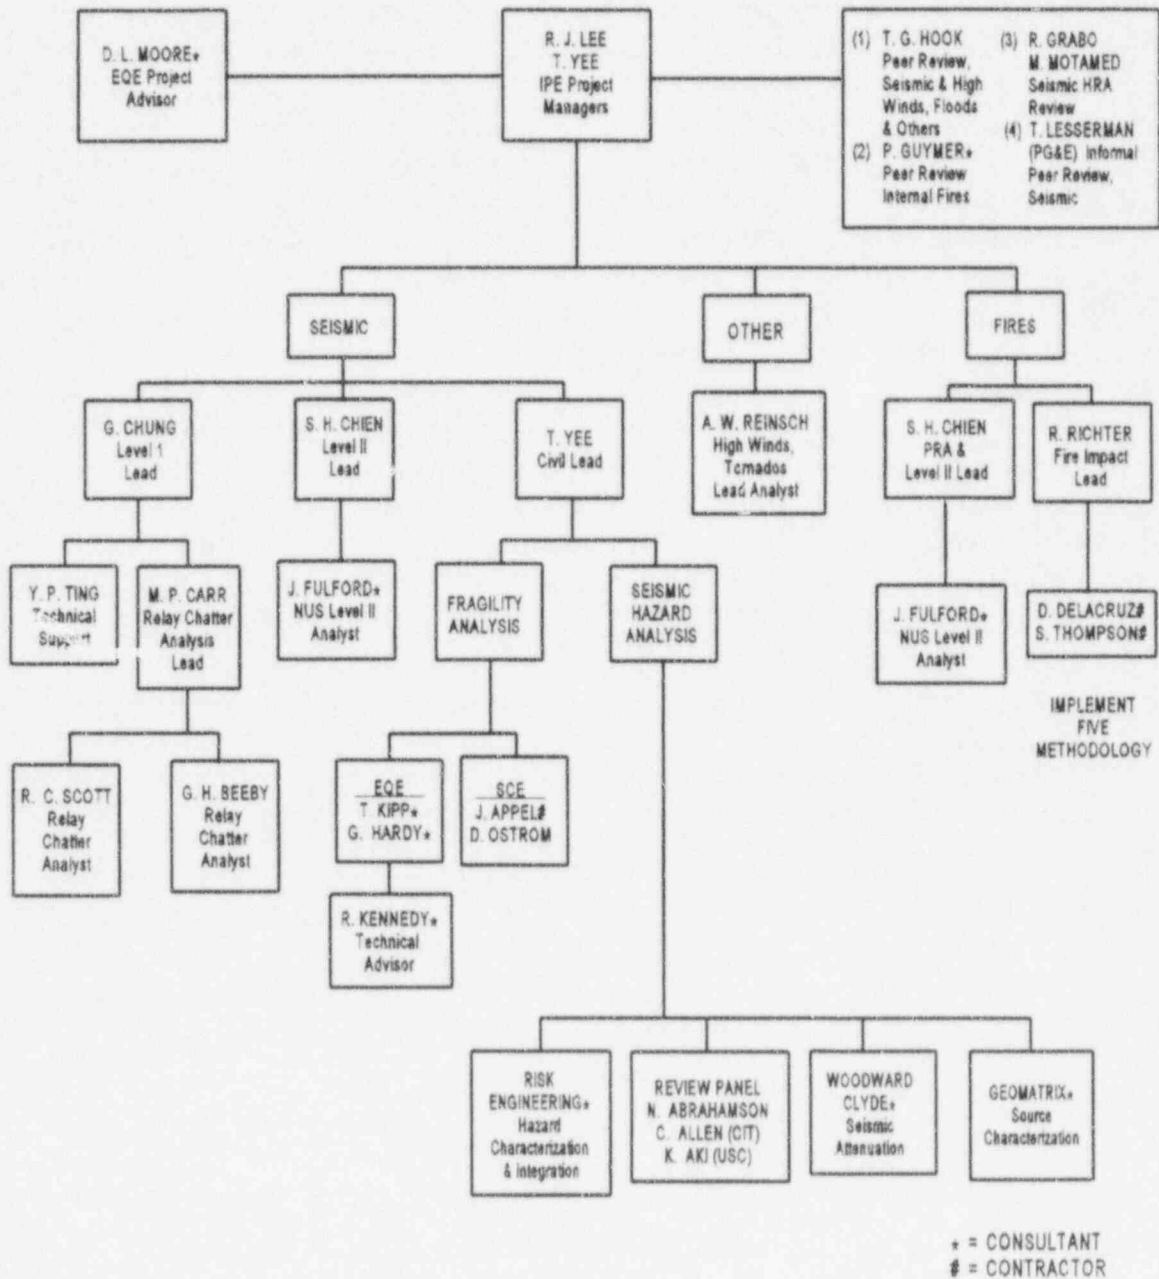 D. L. MOORE*
EQE Project
Advisor
R. J. LEE
T. YEE
IPE Project
Managers
(1) T. G. HOOK
Peer Review,
Seismic & High
Winds, Floods
& Others
(2) P. GUYMER*
Peer Review
Internal Fires
(3) R. GRABO
M. MOTAMED
Seismic HRA
Review
(4) T. LESSERMAN
(PG&E) Informal
Peer Review,
Seismic
SEISMIC
OTHER
FIRES
G. CHUNG
Level 1
Lead
S. H. CHIEN
Level II
Lead
T. YEE
Civil Lead
A. W. REINSCH
High Winds,
Tornados
Lead Analyst
S. H. CHIEN
PRA &
Level II Lead
R. RICHTER
Fire Impact
Lead
Y. P. TING
Technical
Support
M. P. CARR
Relay Chatter
Analysis
Lead
J. FULFORD*
NUS Level II
Analyst
FRAGILITY
ANALYSIS
SEISMIC
HAZARD
ANALYSIS
J. FULFORD*
NUS Level II
Analyst
D. DELACRUZ#
S. THOMPSON#
IMPLEMENT
FIVE
METHODOLOGY
R. C. SCOTT
Relay
Chatter
Analyst
G. H. BEEBY
Relay
Chatter
Analyst
EQE
T. KIPP*
G. HARDY*
SCE
J. APPEL#
D. OSTROM
R. KENNEDY*
Technical
Advisor
RISK
ENGINEERING*
Hazard
Characterization
& Integration
REVIEW PANEL
N. ABRAHAMSON
C. ALLEN (CIT)
K. AKI (USC)
WOODWARD
CLYDE*
Seismic
Attenuation
GEOMATRIX*
Source
Characterization
* = CONSULTANT
# = CONTRACTOR